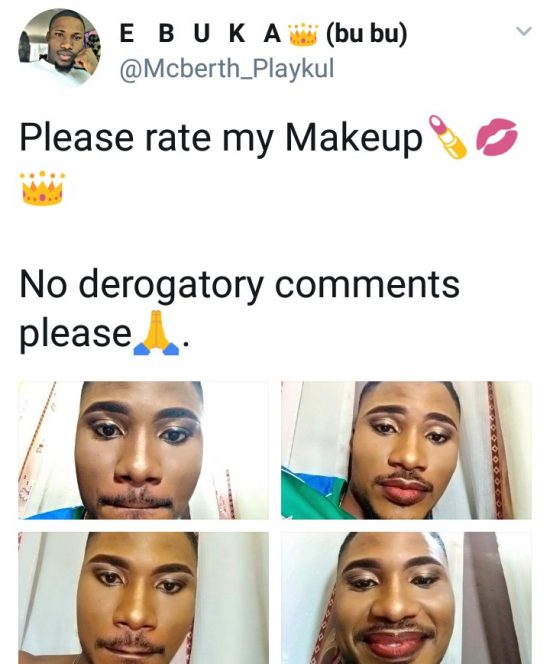 E B U K A👑 (bu bu)
@Mcberth_Playkul
Please rate my Makeup💄💋
👑
No derogatory comments
please🙏.